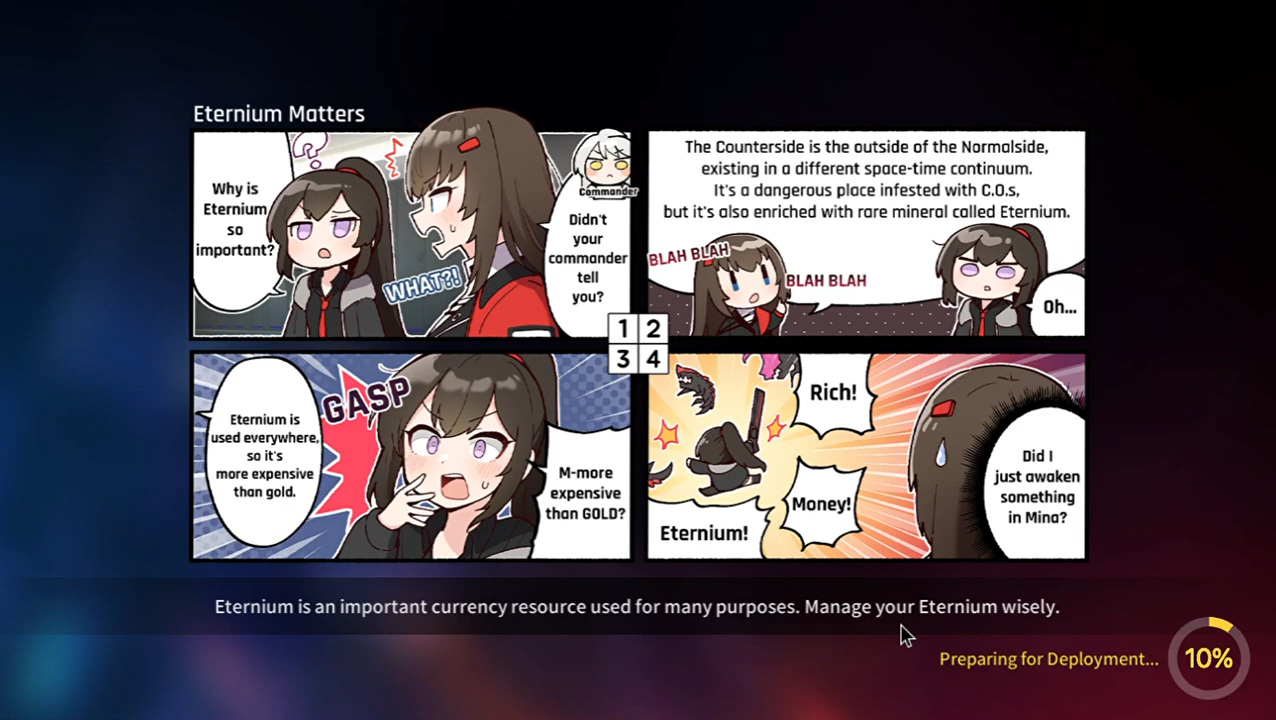 Eternium Matters
Why is
Eternium
so
important?
?
WHAT?!
Commander
Didn't
your
commander
tell
you?
The Counterside is the outside of the Normalside,
existing in a different space-time continuum.
It's a dangerous place infested with C.O.s,
but it's also enriched with rare mineral called Eternium.
BLAH BLAH
BLAH BLAH
Oh...
1 2
3 4
Eternium is
used everywhere,
so it's
more expensive
than gold.
GASP
M-more
expensive
than GOLD?
Rich!
Money!
Eternium!
Did I
just awaken
something
in Mina?
Eternium is an important currency resource used for many purposes. Manage your Eternium wisely.
Preparing for Deployment...
10%